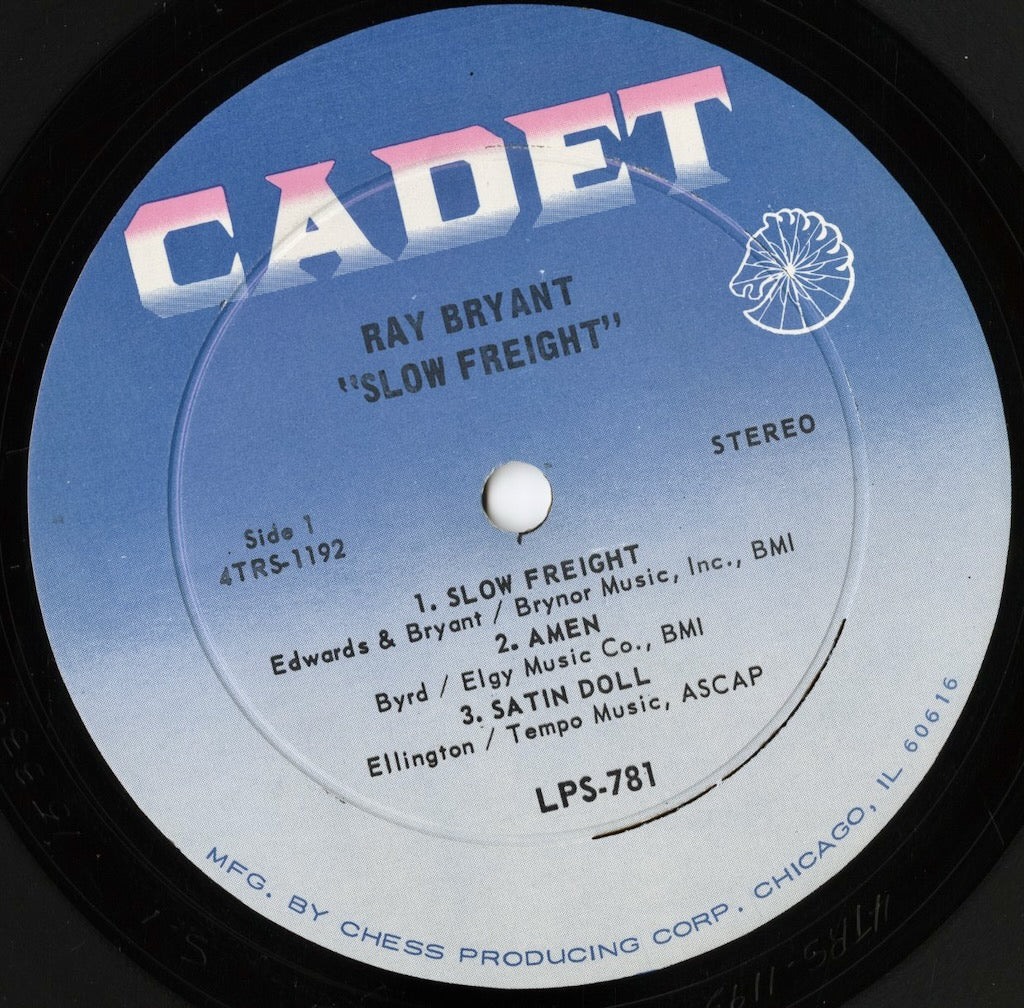 CADET
RAY BRYANT
"SLOW FREIGHT"
STEREO
Side 1
4TRS-1192
1. SLOW FREIGHT
Edwards & Bryant / Brynor Music, Inc., BMI
2. AMEN
Byrd / Elgy Music Co., BMI
3. SATIN DOLL
Ellington / Tempo Music, ASCAP
LPS-781
MFG. BY CHESS PRODUCING CORP. CHICAGO, IL 60616